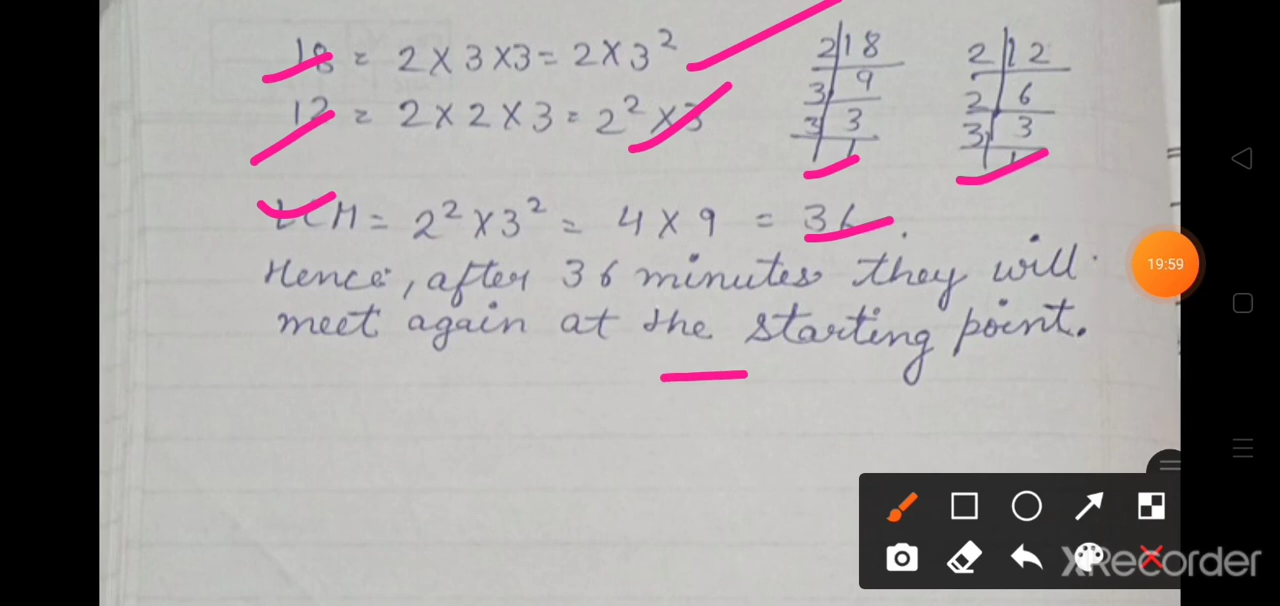 18 = 2 × 3 × 3 = 2 × 3²
12 = 2 × 2 × 3 = 2² × 3
2 | 18
3 | 9
3 | 3
1
2 | 12
2 | 6
3 | 3
1
LCM = 2² × 3² = 4 × 9 = 36.
Hence, after 36 minutes they will
meet again at the starting point.
19:59
XRecorder